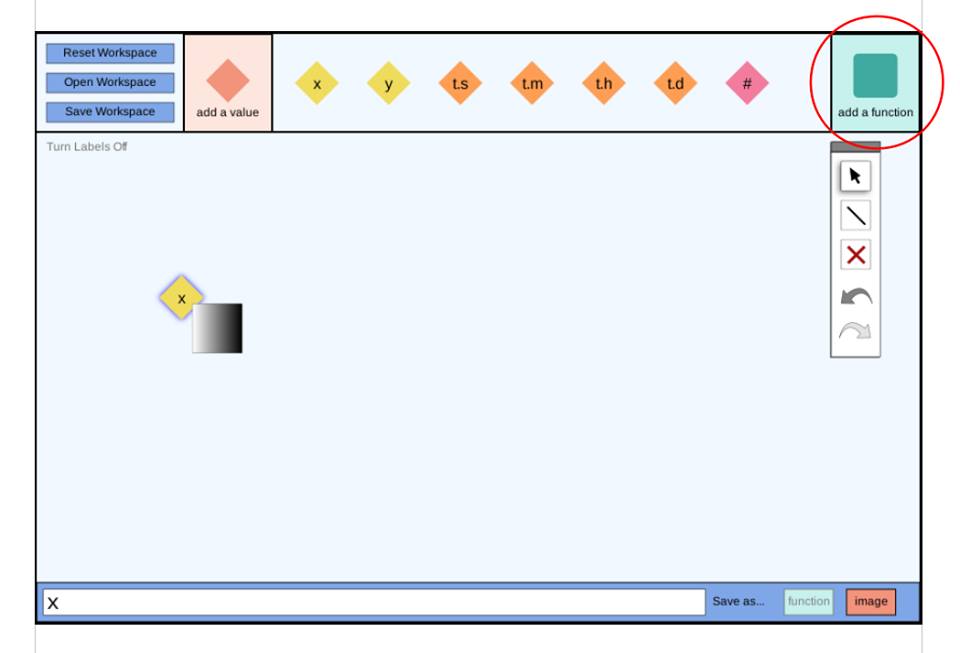 Reset Workspace
Open Workspace
Save Workspace
add a value
x
y
t.s
t.m
t.h
t.d
#
add a function
Turn Labels Off
x
x
Save as...
function
image